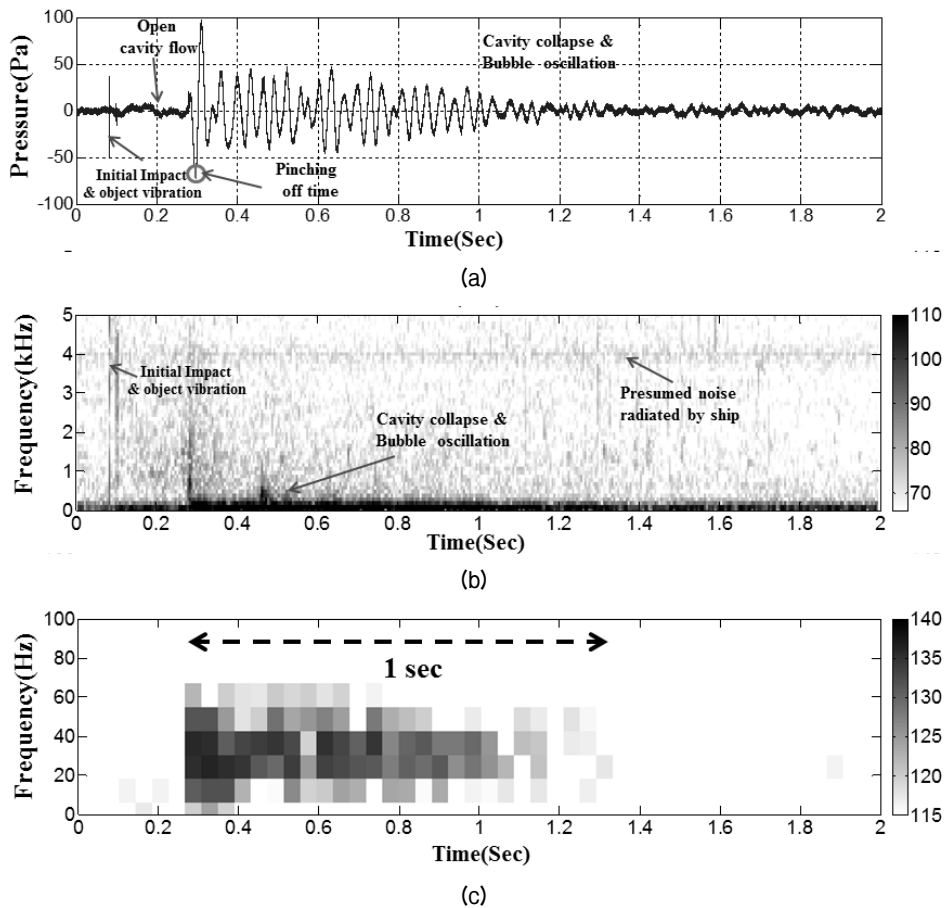 100
50
0
-50
-100
Pressure(Pa)
Open
cavity flow
Cavity collapse &
Bubble oscillation
Initial Impact
& object vibration
Pinching
off time
0 0.2 0.4 0.6 0.8 1 1.2 1.4 1.6 1.8 2
Time(Sec)
(a)
5
4
3
2
1
0
Frequency(kHz)
Initial Impact
& object vibration
Cavity collapse &
Bubble oscillation
Presumed noise
radiated by ship
110
100
90
80
70
0 0.2 0.4 0.6 0.8 1 1.2 1.4 1.6 1.8 2
Time(Sec)
(b)
100
80
60
40
20
0
Frequency(Hz)
1 sec
140
135
130
125
120
115
0 0.2 0.4 0.6 0.8 1 1.2 1.4 1.6 1.8 2
Time(Sec)
(c)